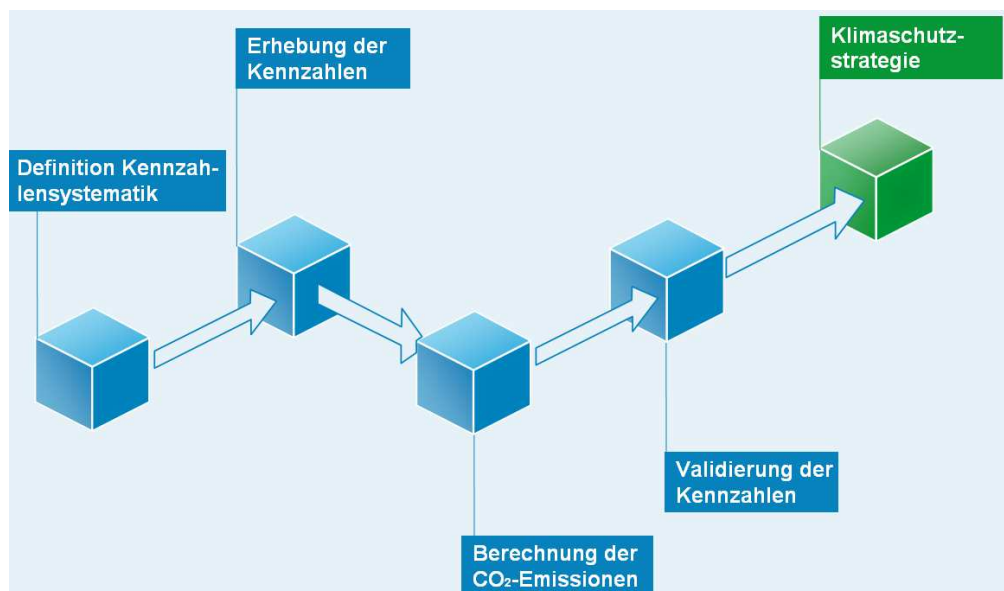 Definition Kennzah-
lensystematik
Erhebung der
Kennzahlen
Berechnung der
CO₂-Emissionen
Validierung der
Kennzahlen
Klimaschutz-
strategie